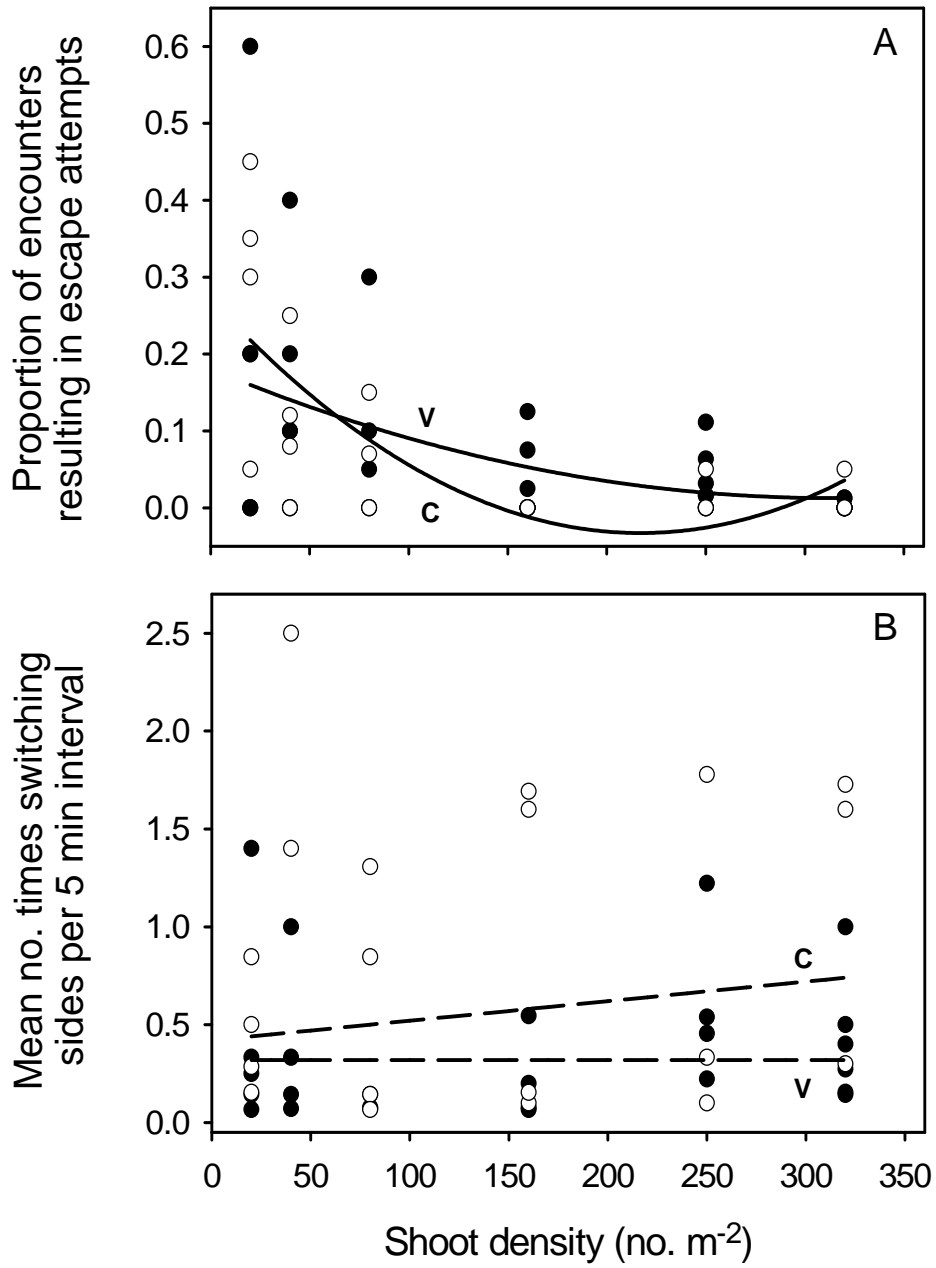 A
Proportion of encounters
resulting in escape attempts
0.6
0.5
0.4
0.3
0.2
0.1
0.0
V
C
B
Mean no. times switching
sides per 5 min interval
2.5
2.0
1.5
1.0
0.5
0.0
C
V
0 50 100 150 200 250 300 350
Shoot density (no. m⁻²)